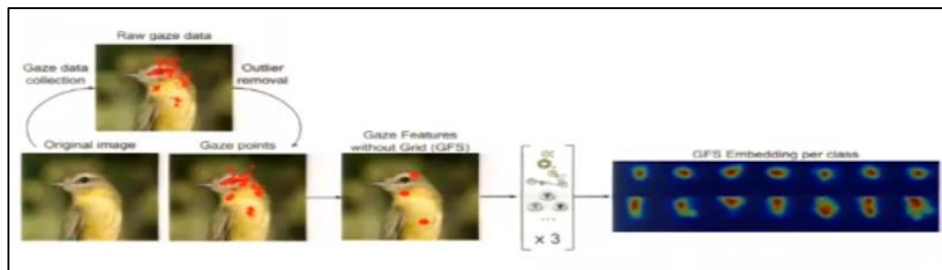 Raw gaze data
Gaze data
collection
Outlier
removal
Original image
Gaze points
Gaze Features
without Grid (GFS)
GFS Embedding per class
...
x 3